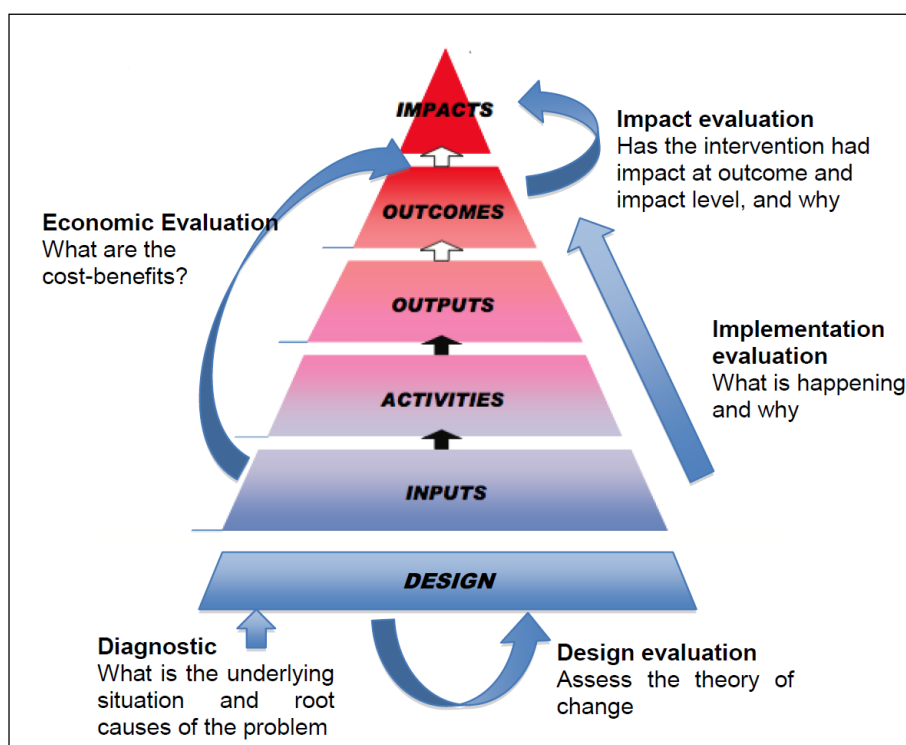 IMPACTS
Impact evaluation
Has the intervention had
impact at outcome and
impact level, and why
OUTCOMES
Economic Evaluation
What are the
cost-benefits?
OUTPUTS
Implementation
evaluation
What is happening
and why
ACTIVITIES
INPUTS
DESIGN
Diagnostic
What is the underlying
situation and root
causes of the problem
Design evaluation
Assess the theory of
change